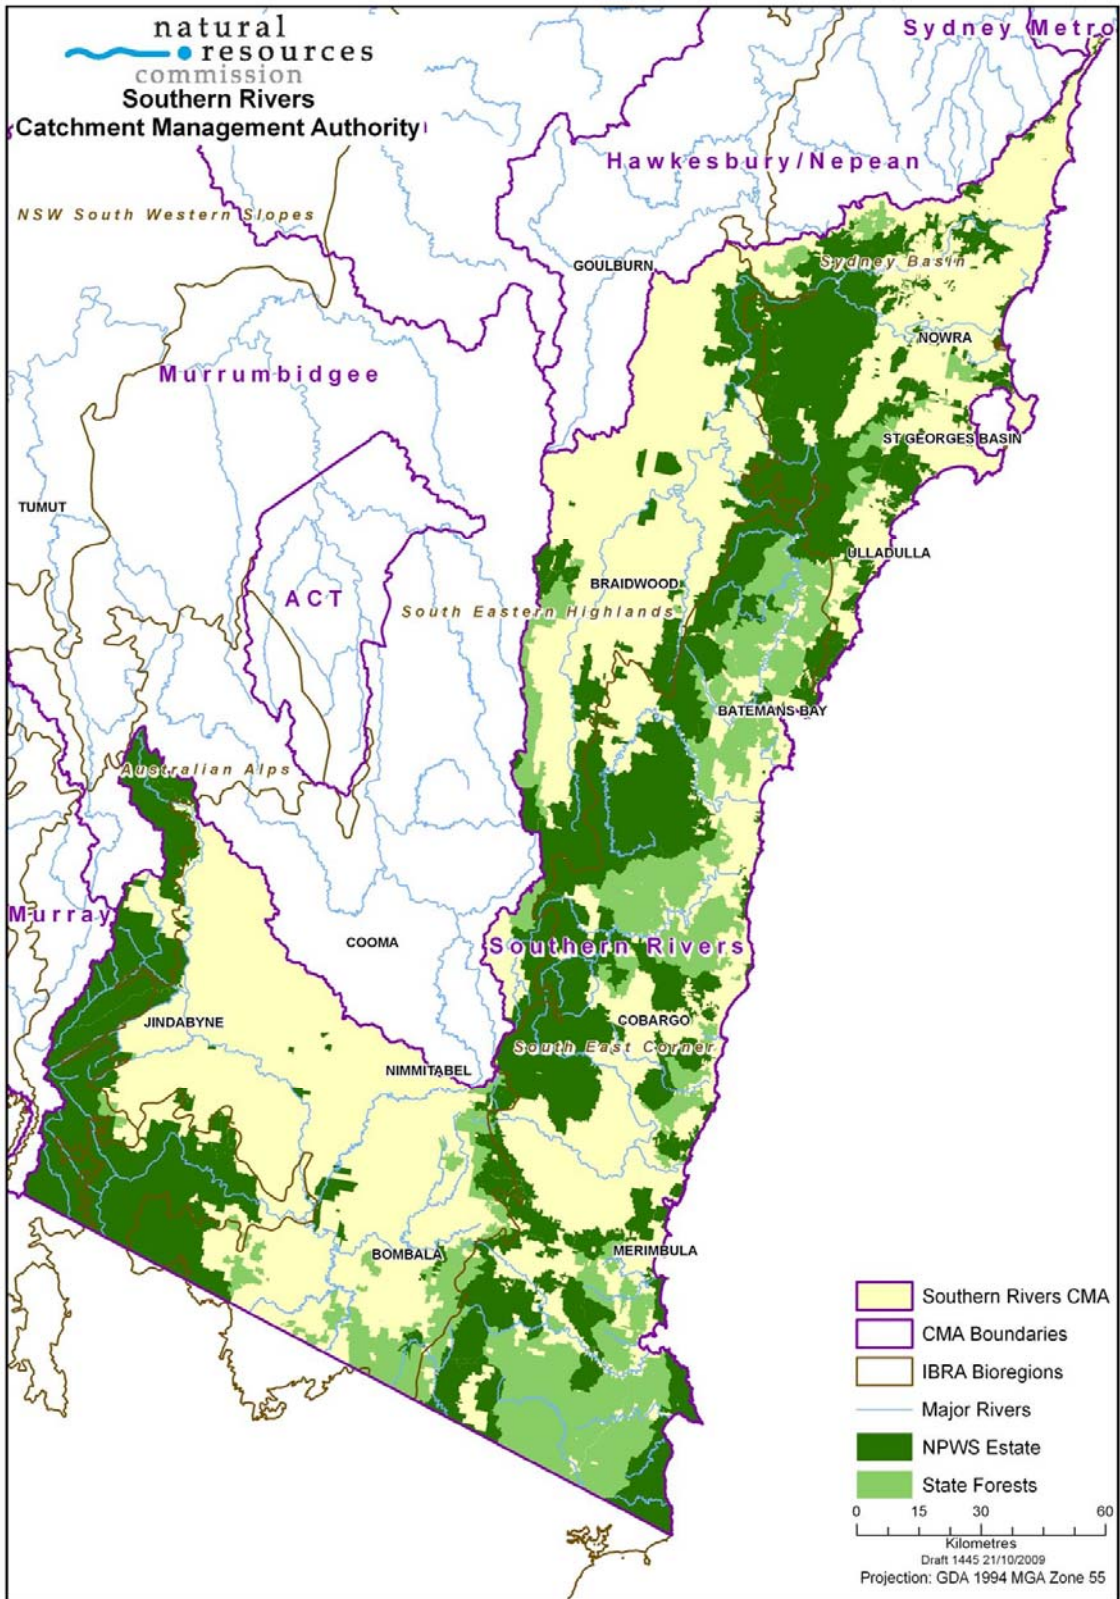 natural
resources
commission
Southern Rivers
Catchment Management Authority
Sydney Metro
Hawkesbury/Nepean
NSW South Western Slopes
GOULBURN
Sydney Basin
NOWRA
Murrumbidgee
ST GEORGES BASIN
TUMUT
ULLADULLA
BRAIDWOOD
ACT
South Eastern Highlands
BATEMANS BAY
Australian Alps
Murray
COOMA
Southern Rivers
JINDABYNE
COBARGO
South East Corner
NIMMITABEL
BOMBALA
MERIMBULA
Southern Rivers CMA
CMA Boundaries
IBRA Bioregions
Major Rivers
NPWS Estate
State Forests
0 15 30 60
Kilometres
Draft 1445 21/10/2009
Projection: GDA 1994 MGA Zone 55